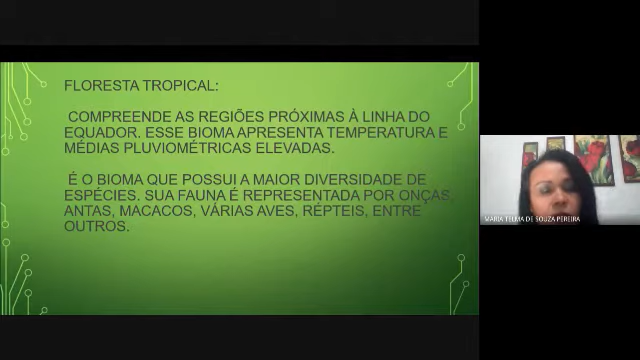 FLORESTA TROPICAL:
COMPREENDE AS REGIÕES PRÓXIMAS À LINHA DO
EQUADOR. ESSE BIOMA APRESENTA TEMPERATURA E
MÉDIAS PLUVIOMÉTRICAS ELEVADAS.
É O BIOMA QUE POSSUI A MAIOR DIVERSIDADE DE
ESPÉCIES. SUA FAUNA É REPRESENTADA POR ONÇAS,
ANTAS, MACACOS, VÁRIAS AVES, RÉPTEIS, ENTRE
OUTROS.
MARIA TELMA DE SOUZA PEREIRA